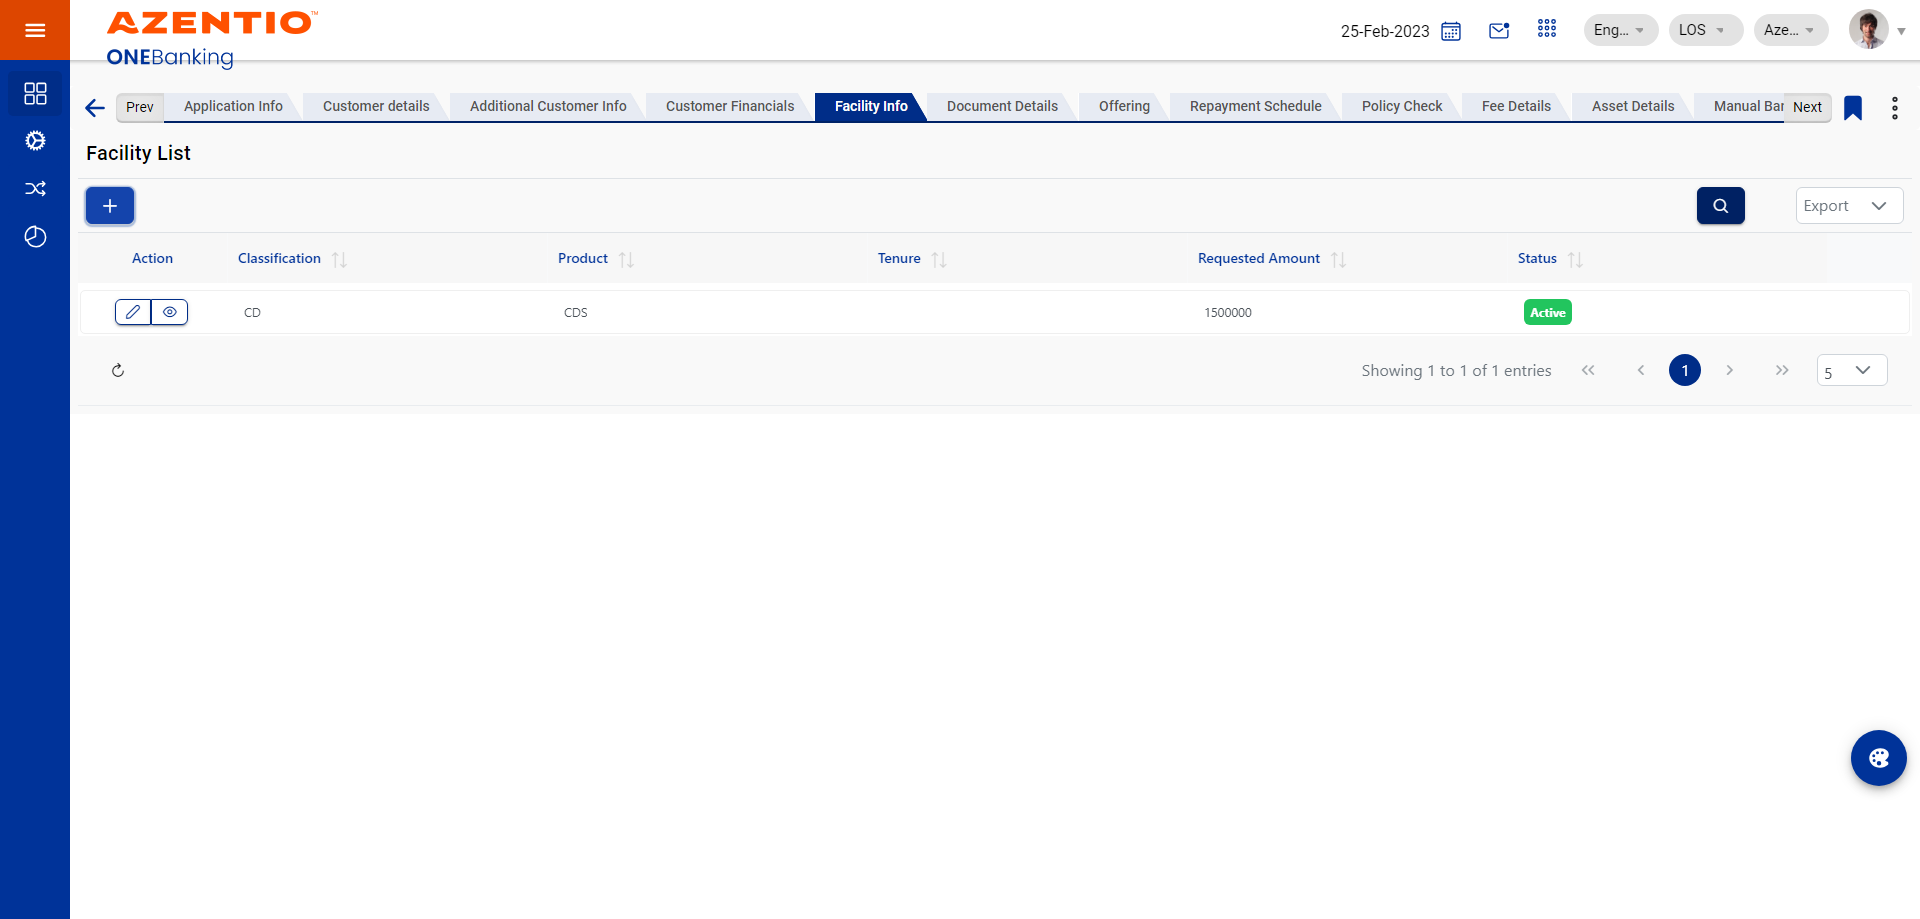 AZENTIO™
ONEBanking
25-Feb-2023
Eng...
LOS
Aze...
Prev
Application Info
Customer details
Additional Customer Info
Customer Financials
Facility Info
Document Details
Offering
Repayment Schedule
Policy Check
Fee Details
Asset Details
Manual Bar
Next
Facility List
+
Export
Action
Classification
Product
Tenure
Requested Amount
Status
CD
CDS
1500000
Active
Showing 1 to 1 of 1 entries
1
5